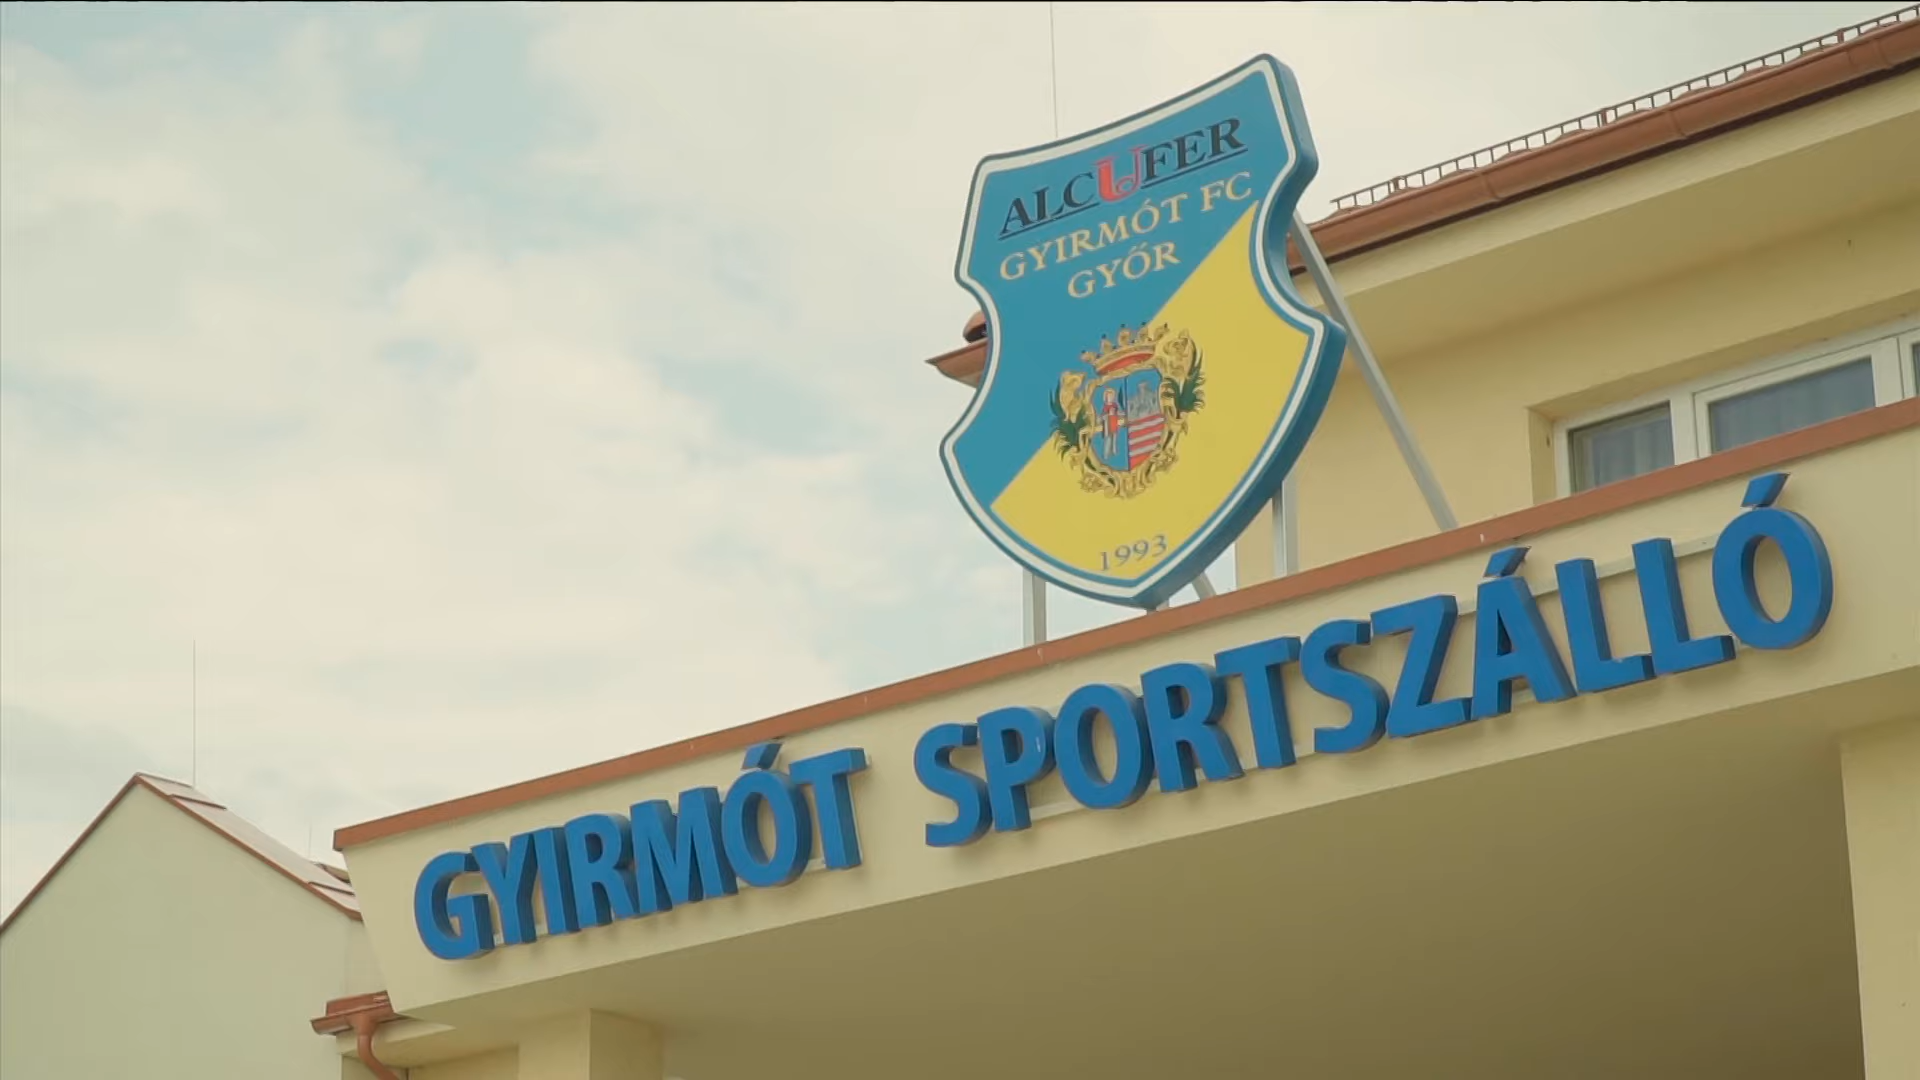 ALCUFER
GYIRMÓT FC
GYŐR
1993
GYIRMÓT SPORTSZÁLLÓ